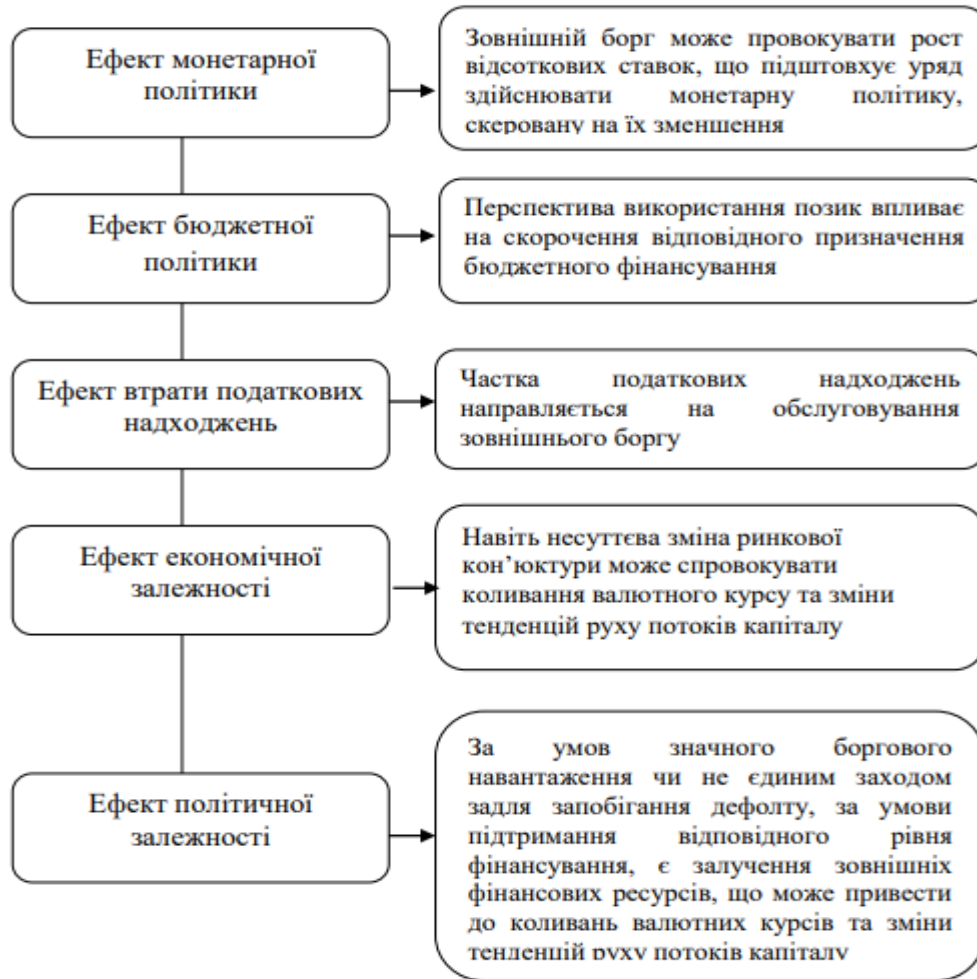 Ефект монетарної
політики
Зовнішній борг може провокувати рост
відсоткових ставок, що підштовхує уряд
здійснювати монетарну політику,
скеровану на їх зменшення
Ефект бюджетної
політики
Перспектива використання позик впливає
на скорочення відповідного призначення
бюджетного фінансування
Ефект втрати податкових
надходжень
Частка податкових надходжень
направляється на обслуговування
зовнішнього боргу
Ефект економічної
залежності
Навіть несуттєва зміна ринкової
кон’юктури може спровокувати
коливання валютного курсу та зміни
тенденцій руху потоків капіталу
Ефект політичної
залежності
За умов значного боргового
навантаження чи не єдиним заходом
задля запобігання дефолту, за умови
підтримання відповідного рівня
фінансування, є залучення зовнішніх
фінансових ресурсів, що може привести
до коливань валютних курсів та зміни
тенденцій руху потоків капіталу